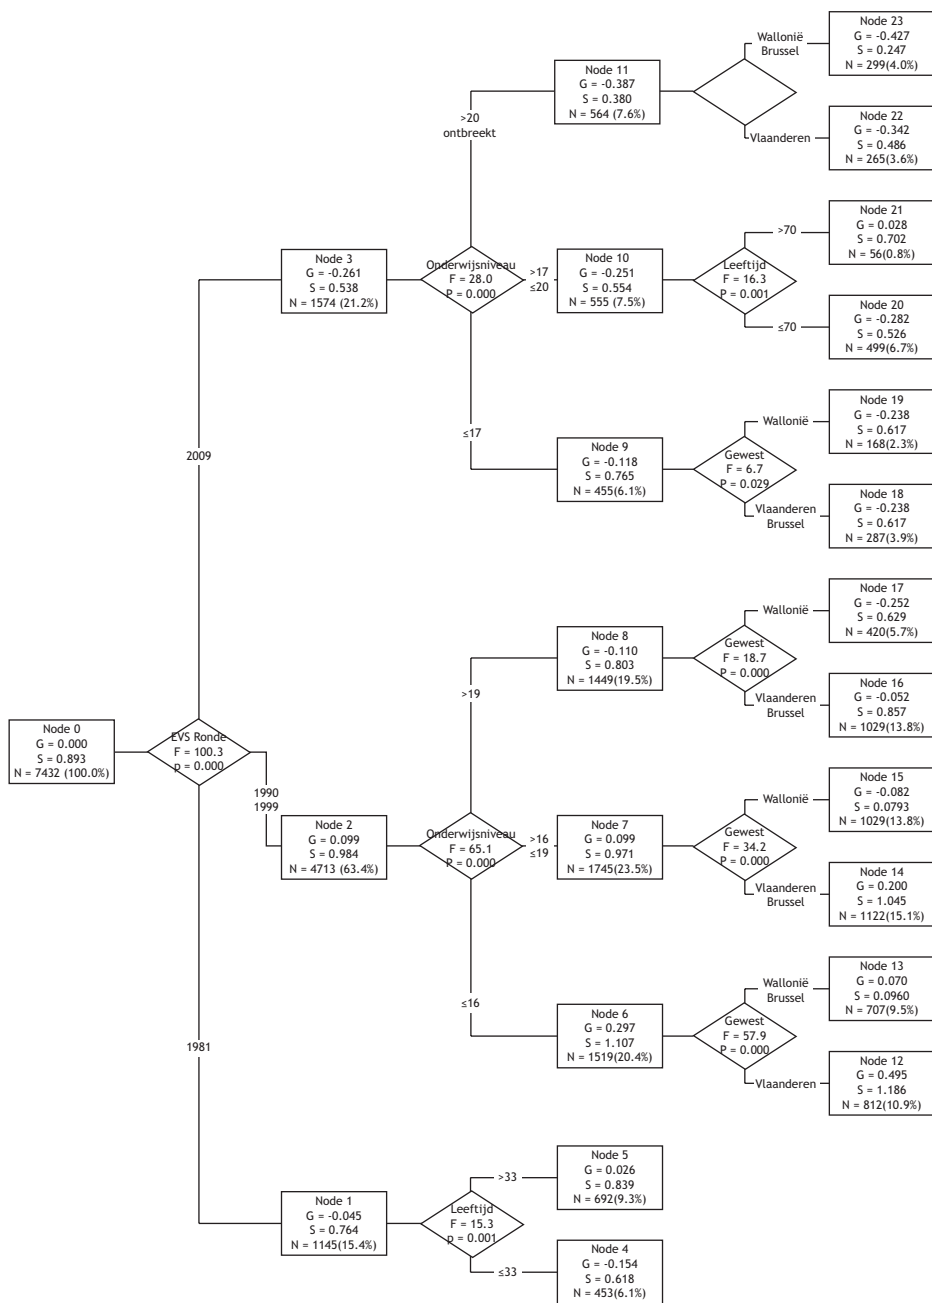 Node 0
G = 0.000
S = 0.893
N = 7432 (100.0%)
EVS Ronde
F = 100.3
p = 0.000
2009
1990
1999
1981
Node 3
G = -0.261
S = 0.538
N = 1574 (21.2%)
Onderwijsniveau
F = 28.0
P = 0.000
>20
ontbreekt
>17
≤20
≤17
Node 11
G = -0.387
S = 0.380
N = 564 (7.6%)
Wallonië
Brussel
Vlaanderen
Node 23
G = -0.427
S = 0.247
N = 299(4.0%)
Node 22
G = -0.342
S = 0.486
N = 265(3.6%)
Node 10
G = -0.251
S = 0.554
N = 555 (7.5%)
Leeftijd
F = 16.3
P = 0.001
>70
≤70
Node 21
G = 0.028
S = 0.702
N = 56(0.8%)
Node 20
G = -0.282
S = 0.526
N = 499(6.7%)
Node 9
G = -0.118
S = 0.765
N = 455(6.1%)
Gewest
F = 6.7
P = 0.029
Wallonië
Vlaanderen
Brussel
Node 19
G = -0.238
S = 0.617
N = 168(2.3%)
Node 18
G = -0.238
S = 0.617
N = 287(3.9%)
Node 2
G = 0.099
S = 0.984
N = 4713 (63.4%)
Onderwijsniveau
F = 65.1
P = 0.000
>19
>16
≤19
≤16
Node 8
G = -0.110
S = 0.803
N = 1449(19.5%)
Gewest
F = 18.7
P = 0.000
Wallonië
Vlaanderen
Brussel
Node 17
G = -0.252
S = 0.629
N = 420(5.7%)
Node 16
G = -0.052
S = 0.857
N = 1029(13.8%)
Node 7
G = 0.099
S = 0.971
N = 1745(23.5%)
Gewest
F = 34.2
P = 0.000
Wallonië
Vlaanderen
Brussel
Node 15
G = -0.082
S = 0.0793
N = 1029(13.8%)
Node 14
G = 0.200
S = 1.045
N = 1122(15.1%)
Node 6
G = 0.297
S = 1.107
N = 1519(20.4%)
Gewest
F = 57.9
P = 0.000
Wallonië
Brussel
Vlaanderen
Node 13
G = 0.070
S = 0.0960
N = 707(9.5%)
Node 12
G = 0.495
S = 1.186
N = 812(10.9%)
Node 1
G = -0.045
S = 0.764
N = 1145(15.4%)
Leeftijd
F = 15.3
p = 0.001
>33
≤33
Node 5
G = 0.026
S = 0.839
N = 692(9.3%)
Node 4
G = -0.154
S = 0.618
N = 453(6.1%)